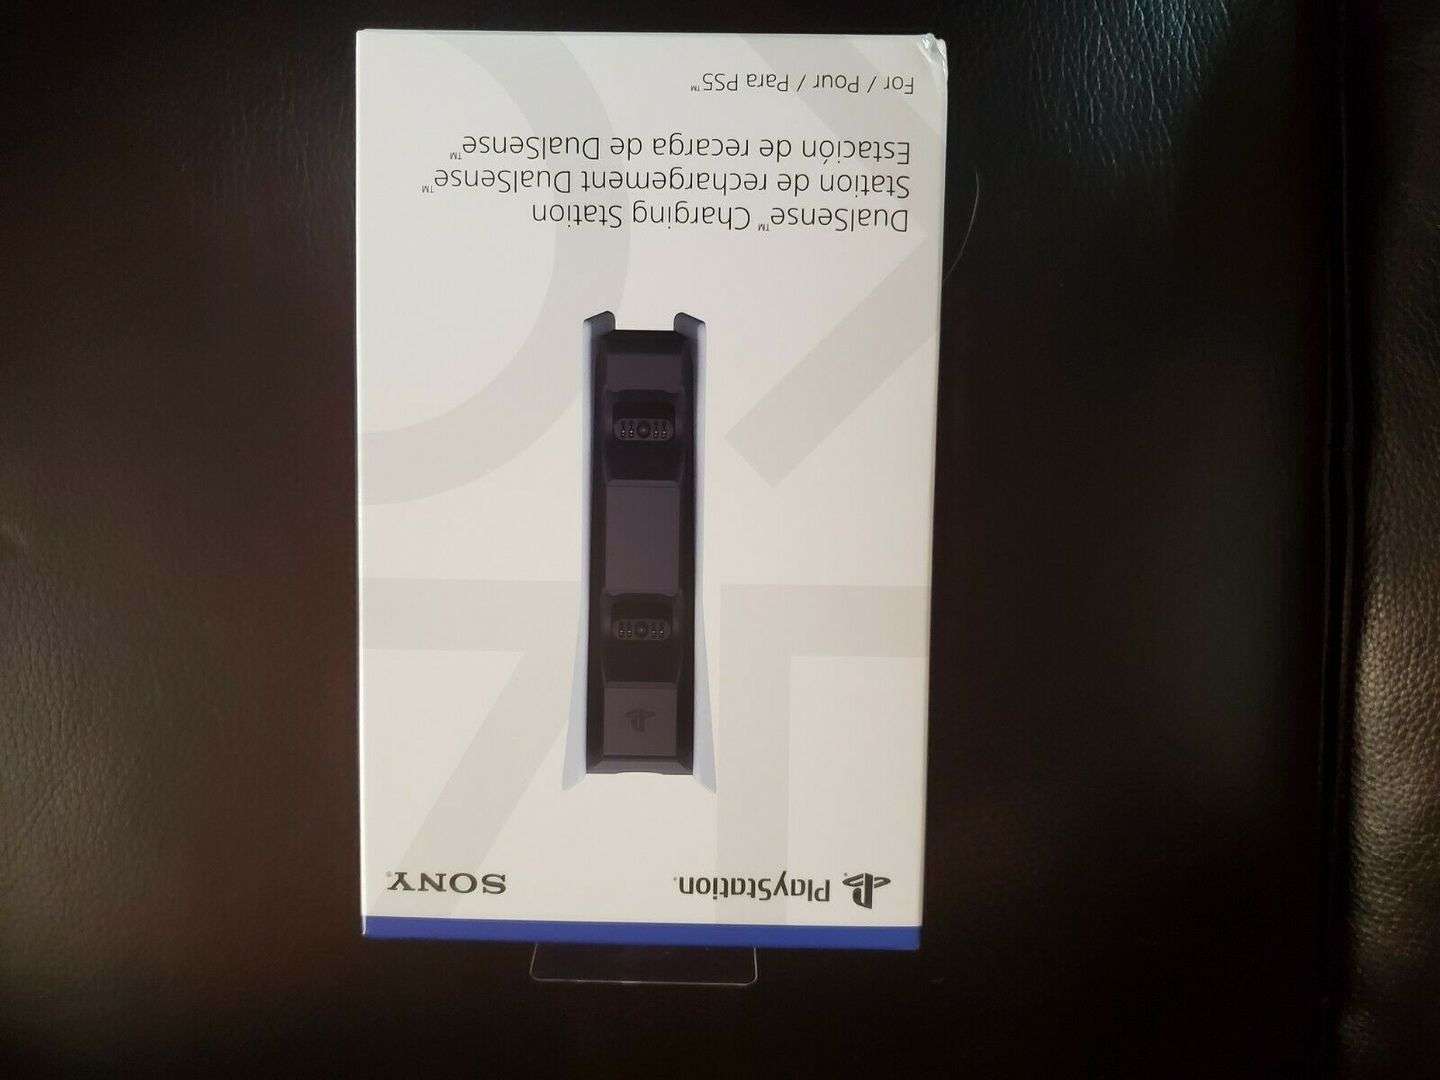 PlayStation®
SONY®
DualSense™ Charging Station
Station de rechargement DualSense™
Estación de recarga de DualSense™
For / Pour / Para PS5™